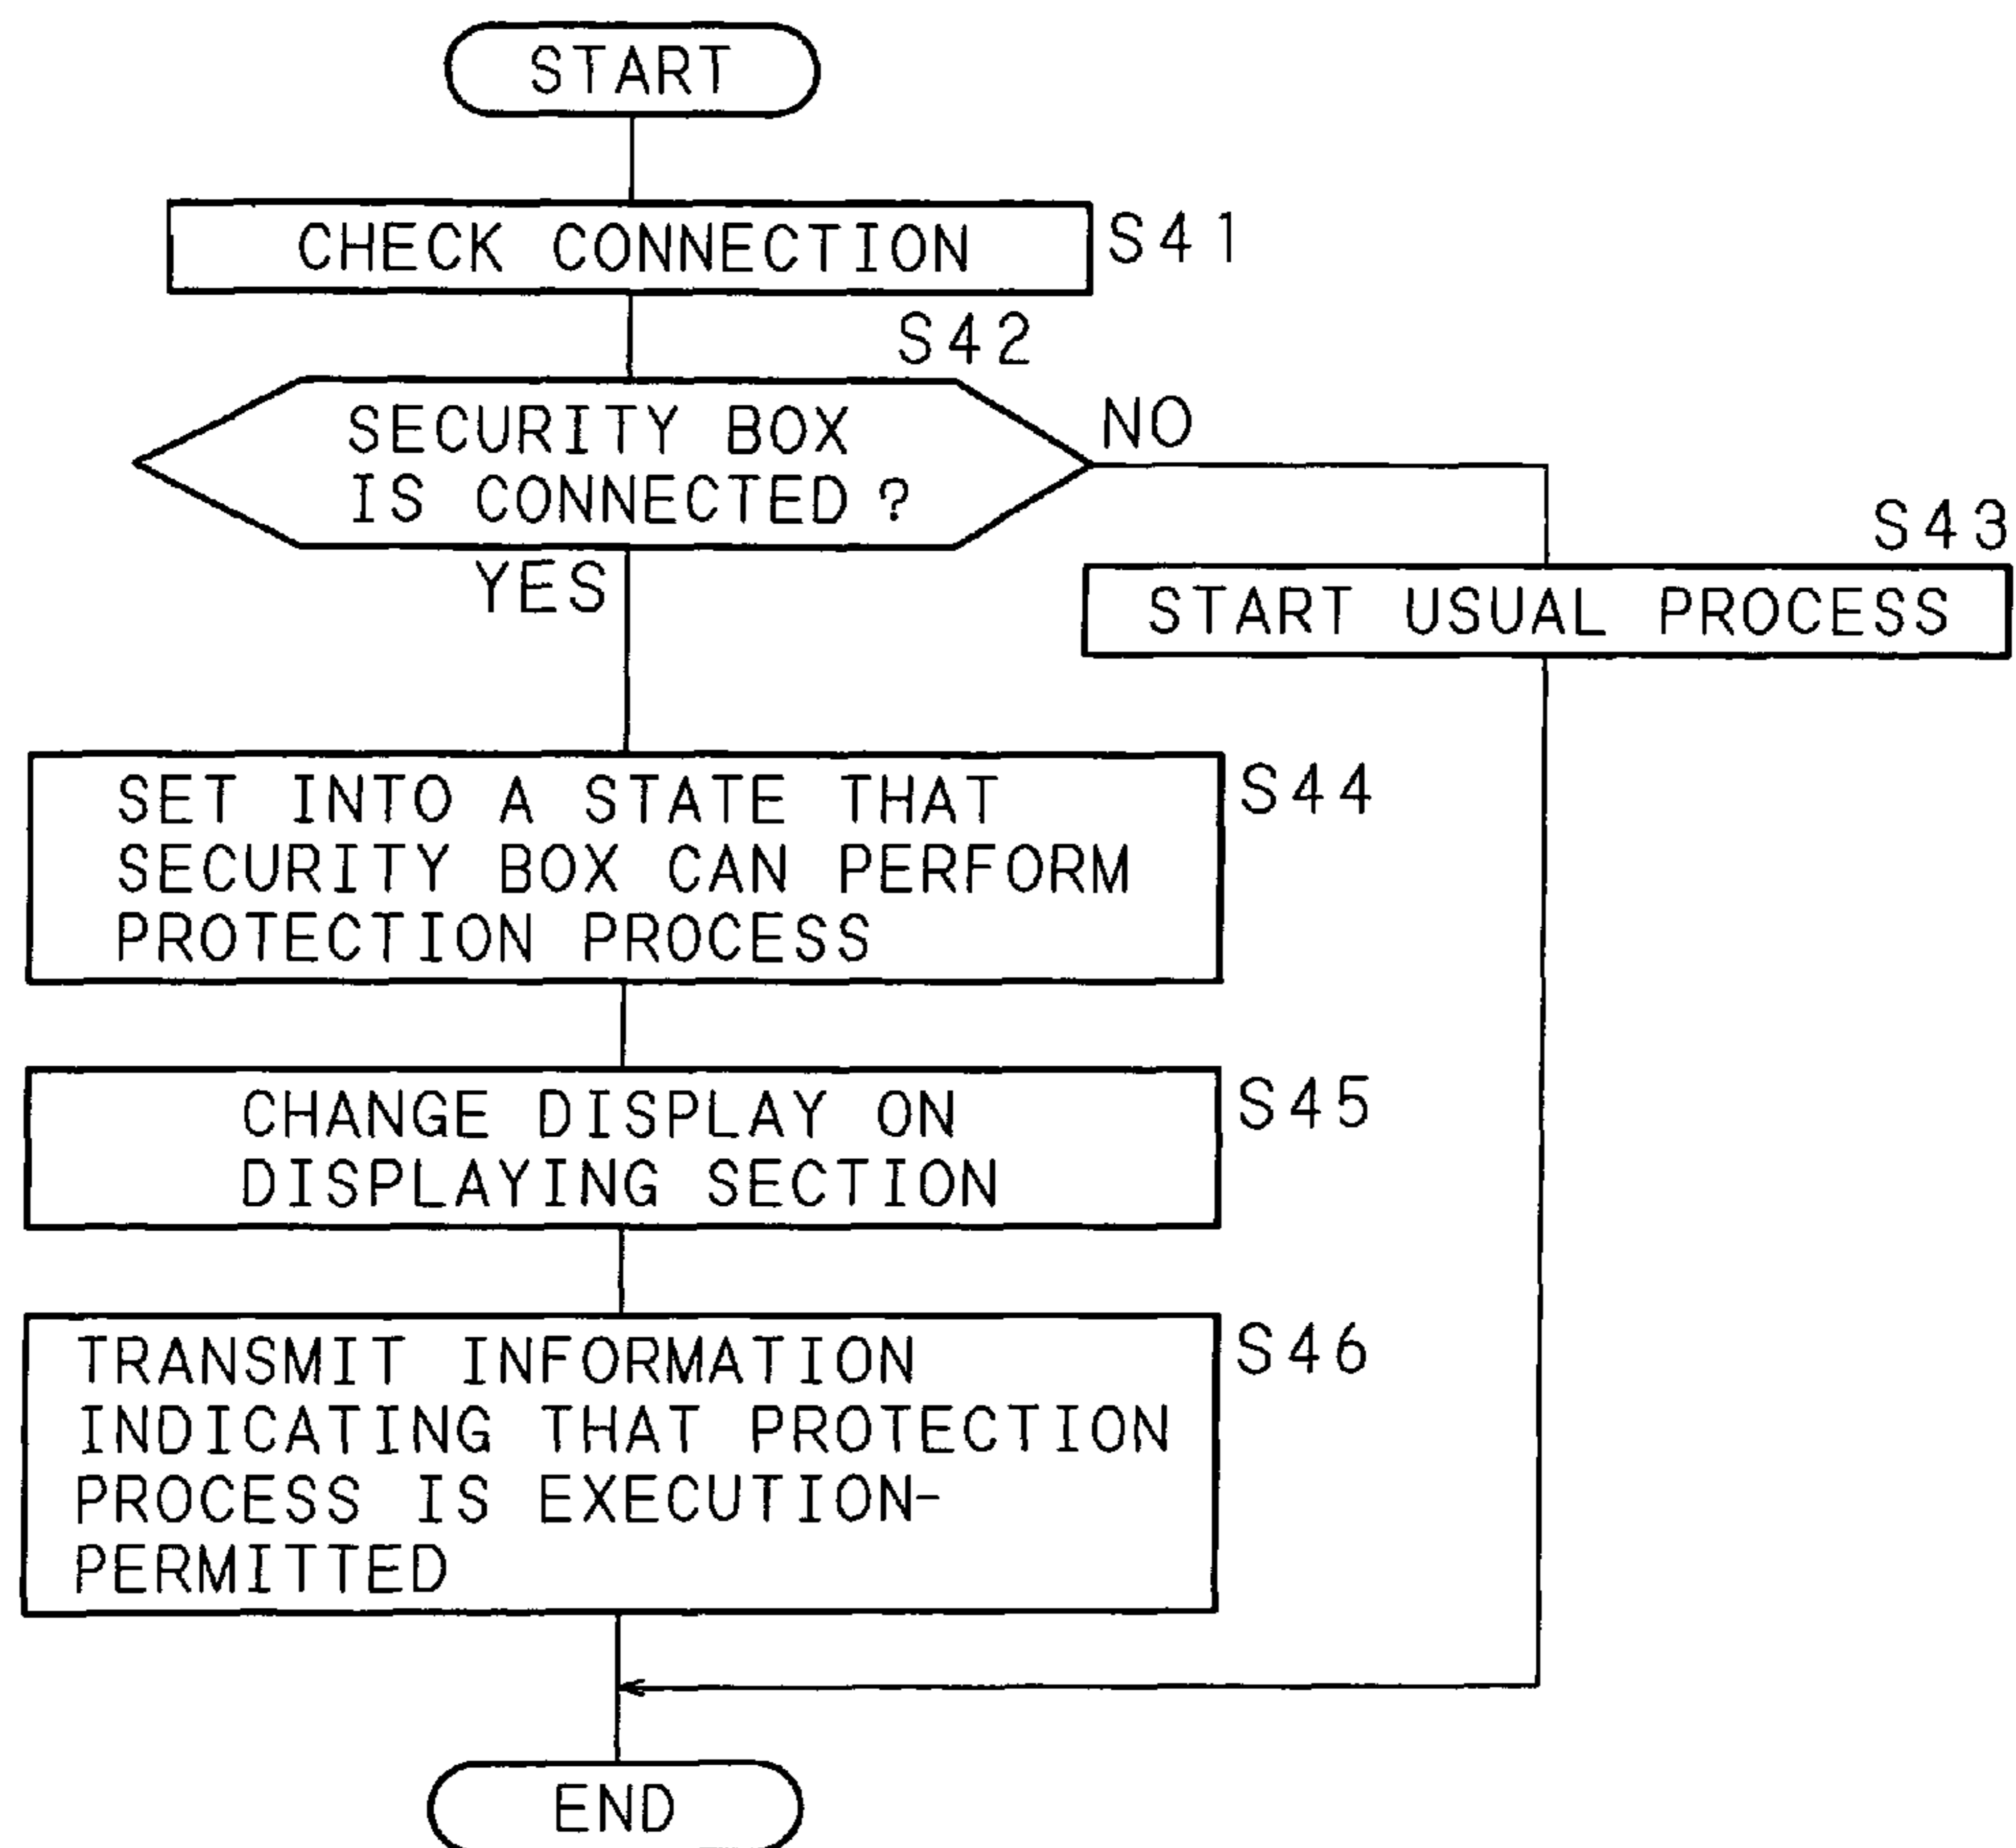 START
CHECK CONNECTION
S41
S42
SECURITY BOX
IS CONNECTED?
NO
YES
S43
START USUAL PROCESS
SET INTO A STATE THAT
SECURITY BOX CAN PERFORM
PROTECTION PROCESS
S44
CHANGE DISPLAY ON
DISPLAYING SECTION
S45
TRANSMIT INFORMATION
INDICATING THAT PROTECTION
PROCESS IS EXECUTION-
PERMITTED
S46
END